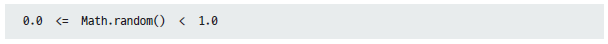 0.0 <= Math.random() < 1.0